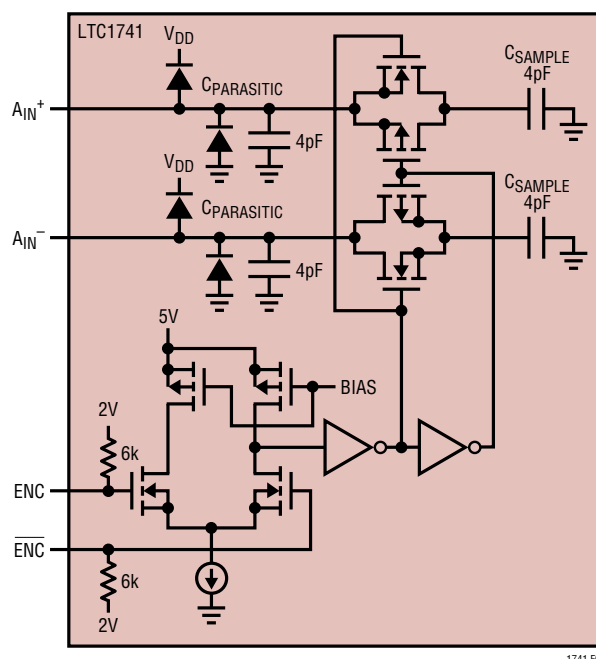 LTC1741
VDD
CPARASITIC
CSAMPLE
4pF
AIN+
4pF
VDD
CPARASITIC
CSAMPLE
4pF
AIN–
4pF
5V
BIAS
2V
6k
ENC
ENC
6k
2V